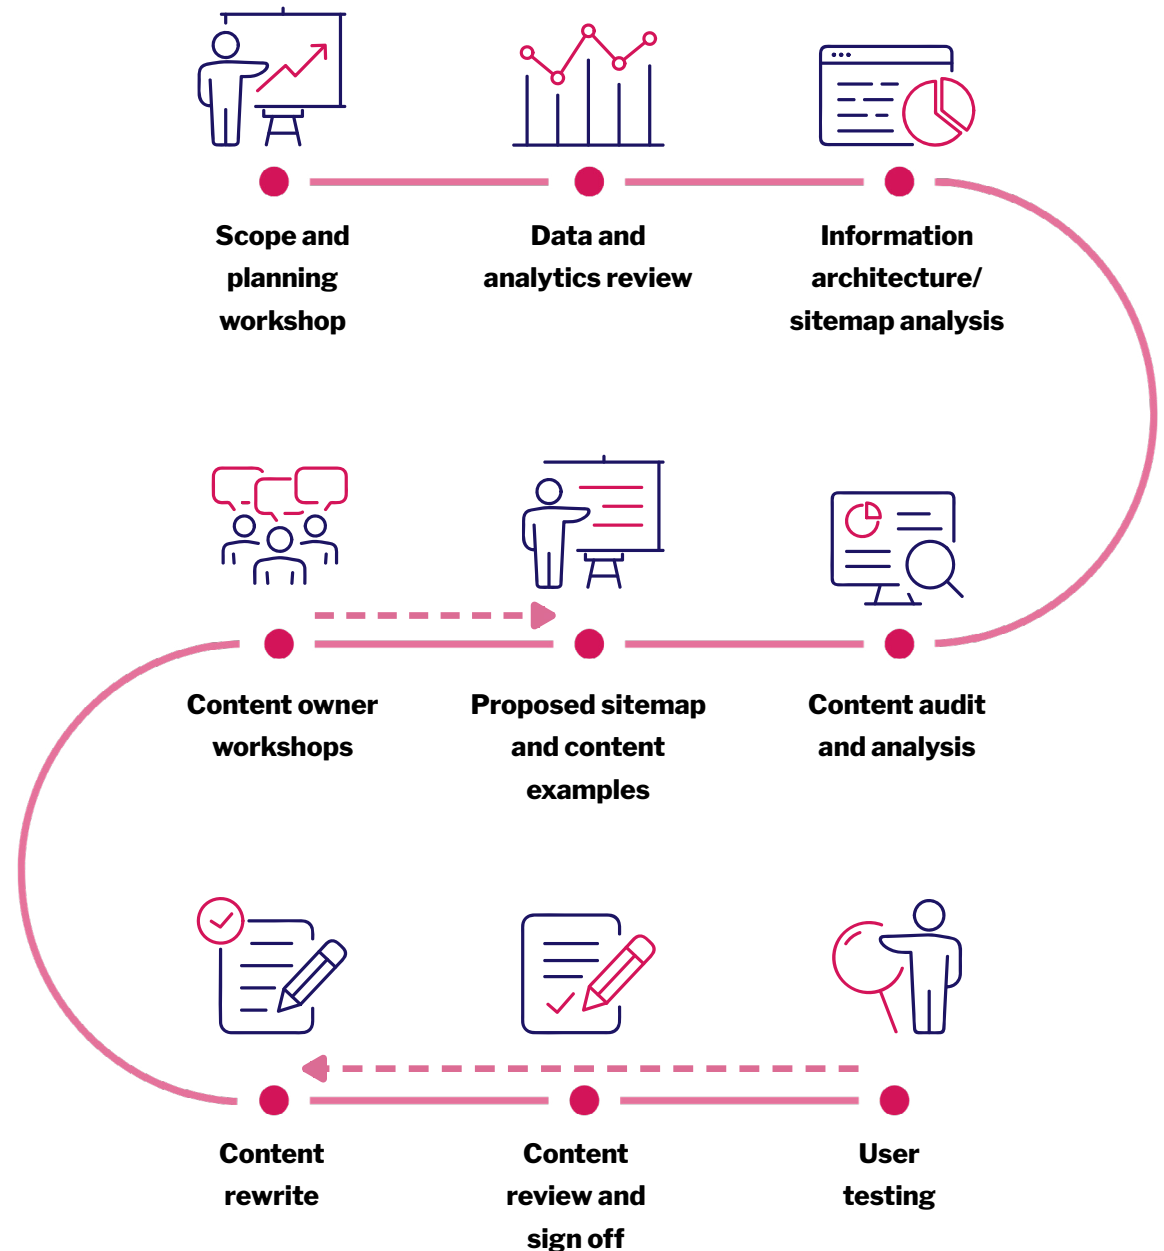 Scope and
planning
workshop
Data and
analytics review
Information
architecture/
sitemap analysis
Content owner
workshops
Proposed sitemap
and content
examples
Content audit
and analysis
Content
rewrite
Content
review and
sign off
User
testing